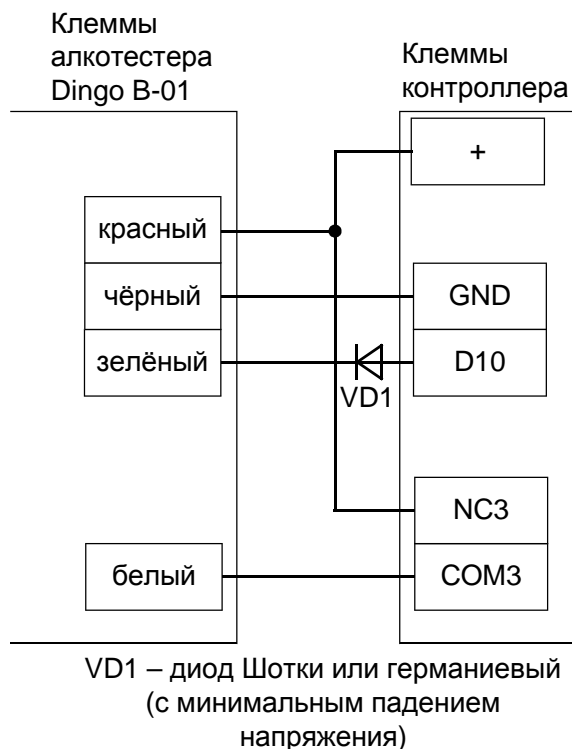 Клеммы
алкотестера
Dingo B-01
Клеммы
контроллера
+
красный
чёрный
GND
зелёный
D10
VD1
NC3
белый
COM3
VD1 – диод Шотки или германиевый
(с минимальным падением
напряжения)